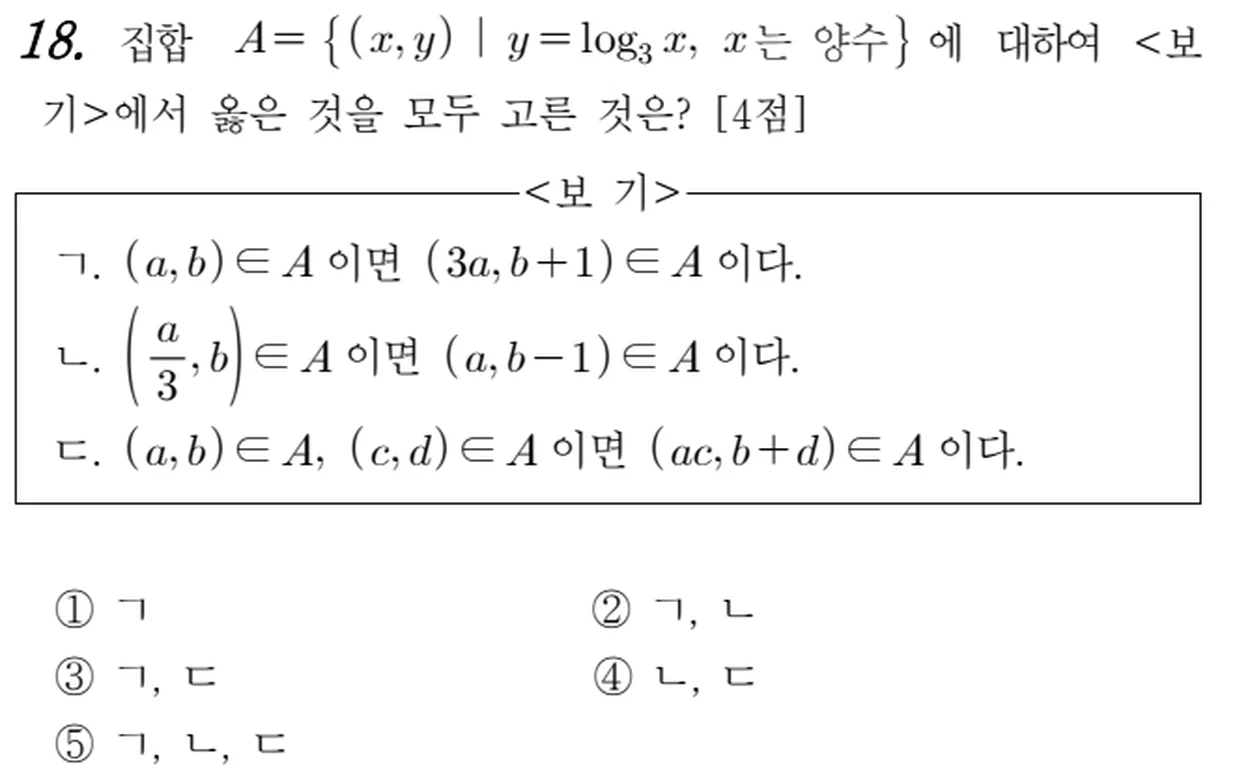 18. 집합 A= {(x, y) | y=log₃ x, x는 양수} 에 대하여 <보
기>에서 옳은 것을 모두 고른 것은? [4점]
<보 기>
ㄱ. (a, b)∈A 이면 (3a, b+1)∈A 이다.
ㄴ. (a/3, b)∈A 이면 (a, b−1)∈A 이다.
ㄷ. (a, b)∈A, (c, d)∈A 이면 (ac, b+d)∈A 이다.
① ㄱ ② ㄱ, ㄴ
③ ㄱ, ㄷ ④ ㄴ, ㄷ
⑤ ㄱ, ㄴ, ㄷ